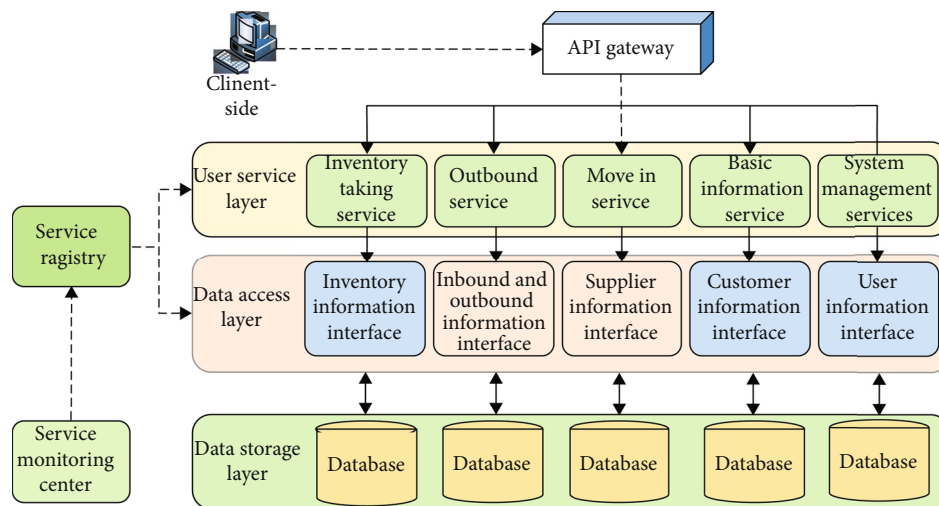 Clinent-
side
API gateway
User service
layer
Inventory
taking
service
Outbound
service
Move in
serivce
Basic
information
service
System
management
services
Service
ragistry
Data access
layer
Inventory
information
interface
Inbound and
outbound
information
interface
Supplier
information
interface
Customer
information
interface
User
information
interface
Service
monitoring
center
Data storage
layer
Database
Database
Database
Database
Database